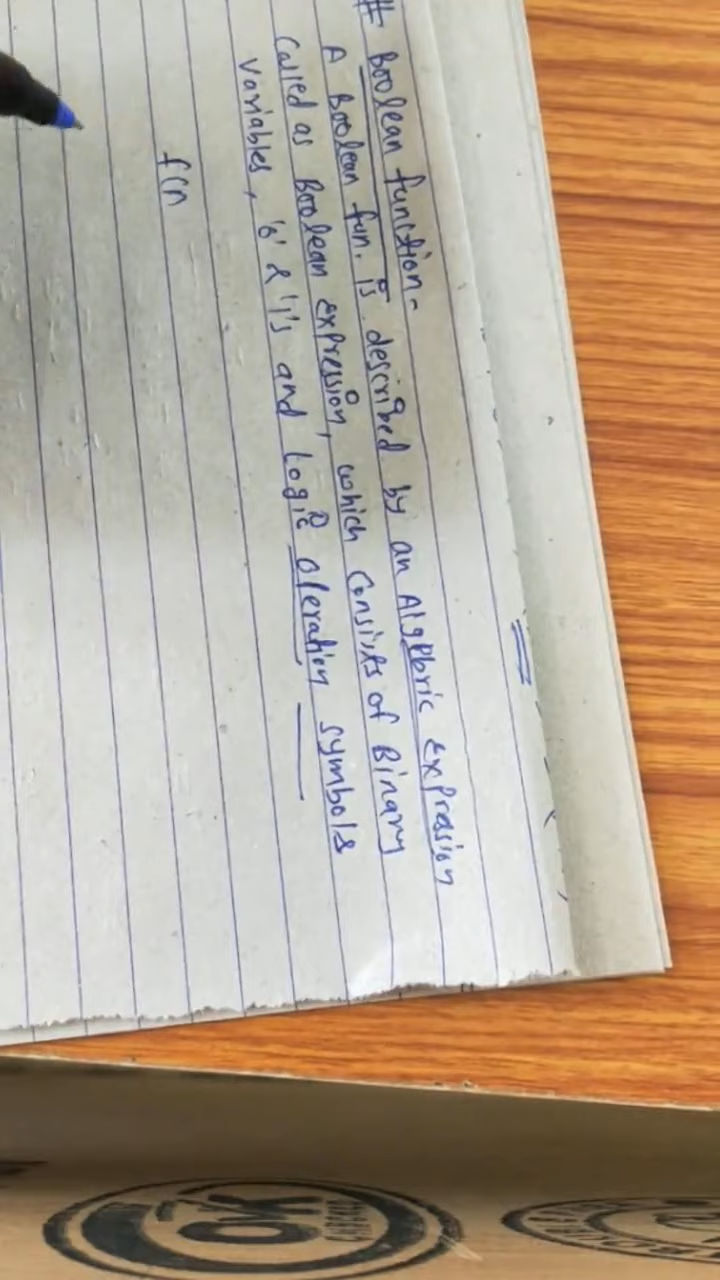 # Boolean function-
A Boolean fun. is described by an Algebric expression
Called as Boolean expression, which consists of Binary
variables, '0' & '1's and Logic operation symbols
f(n
OK